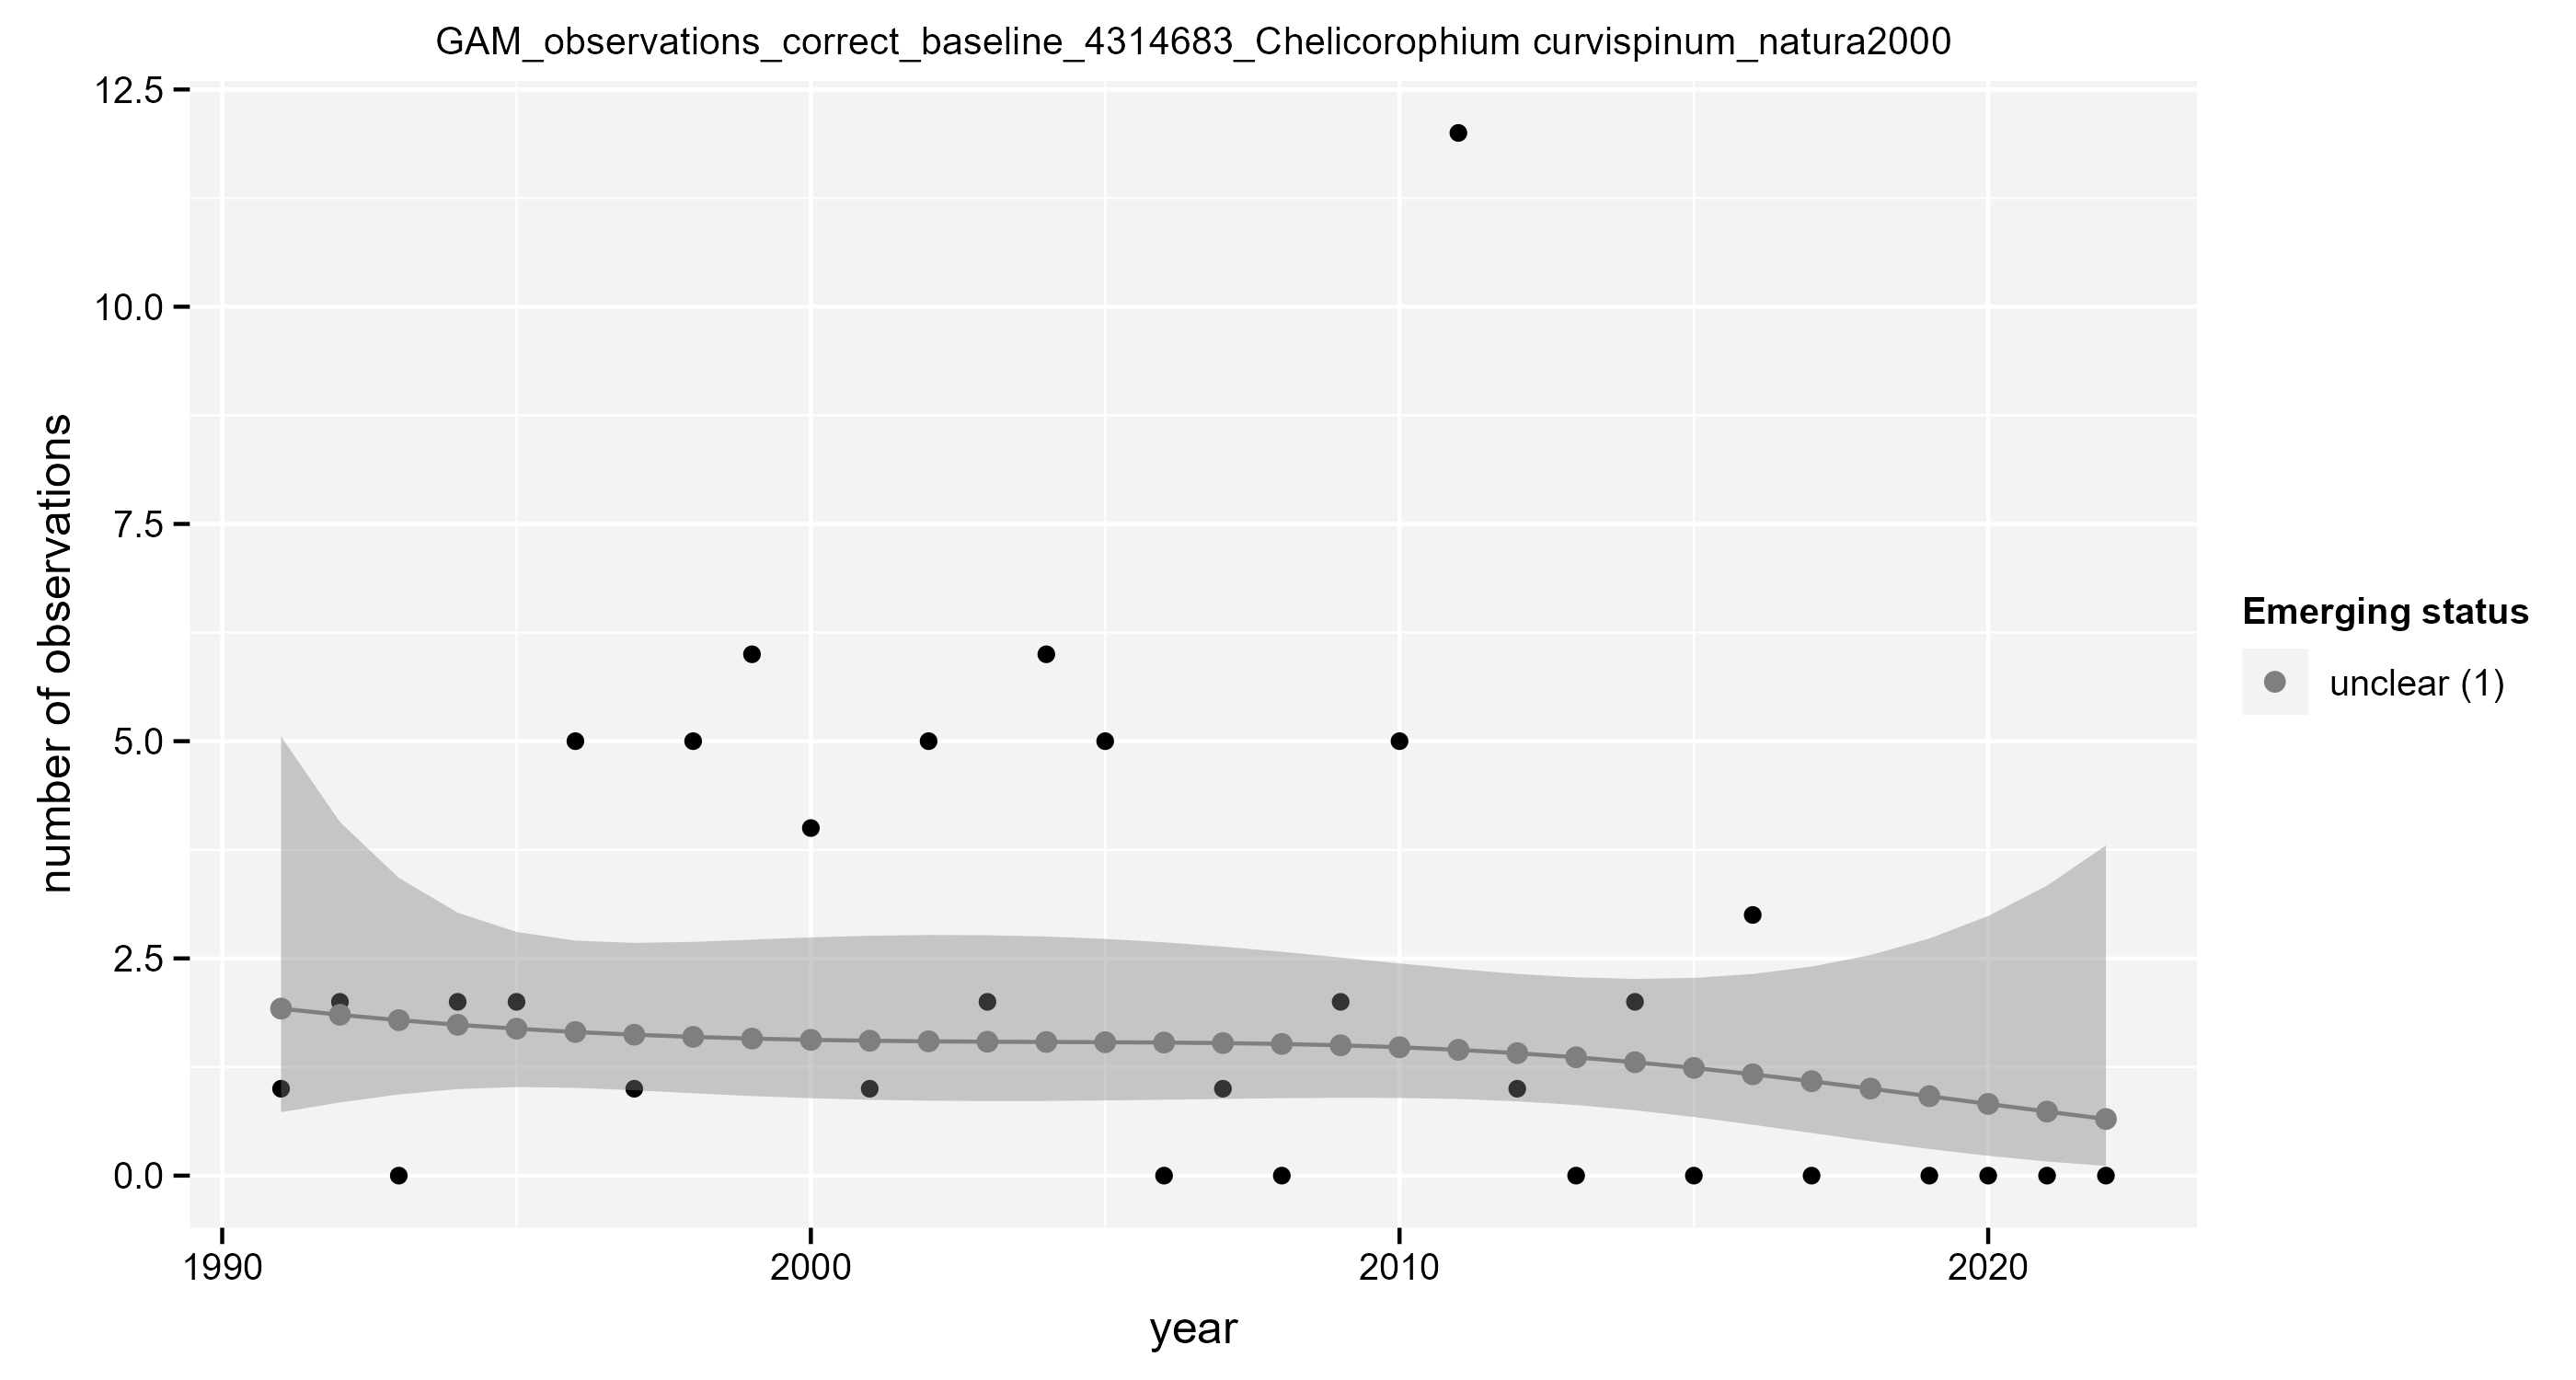 GAM_observations_correct_baseline_4314683_Chelicorophium curvispinum_natura2000
12.5
10.0
7.5
5.0
2.5
0.0
number of observations
1990
2000
2010
2020
year
Emerging status
unclear (1)